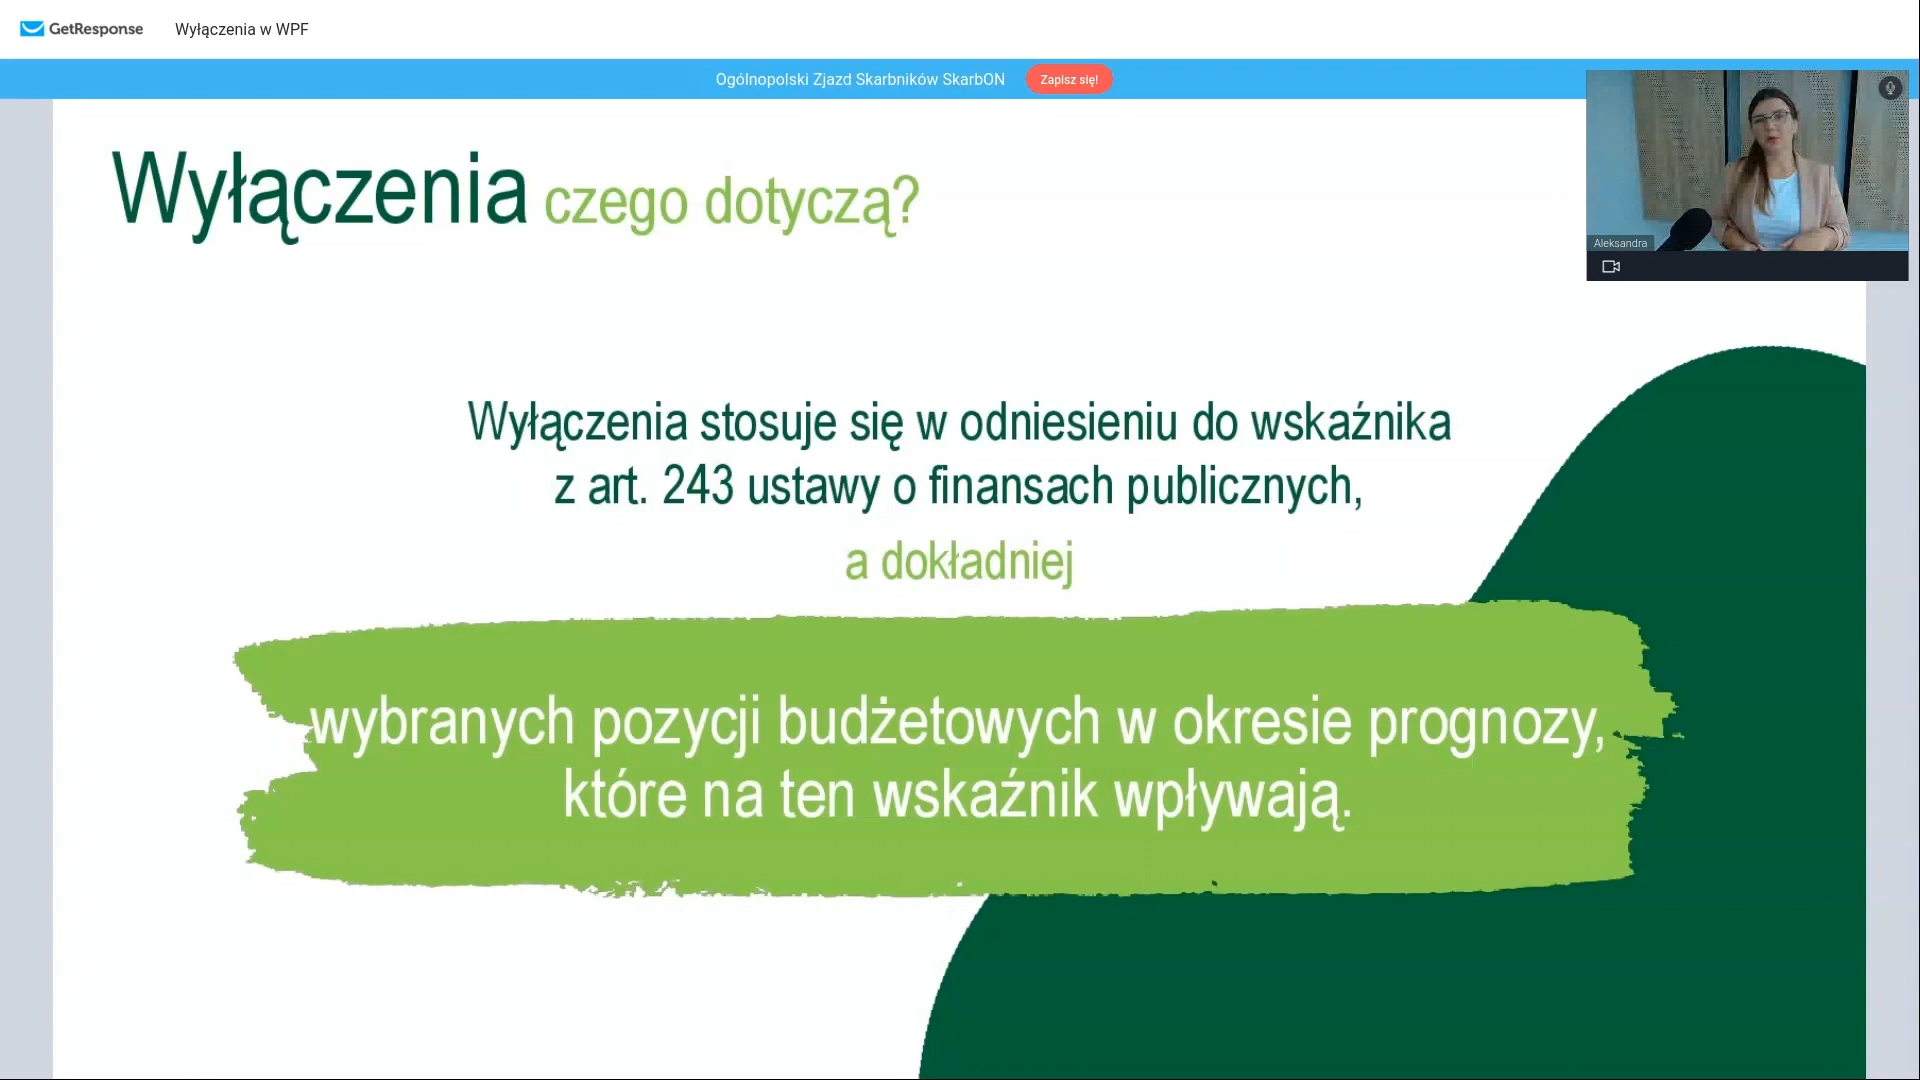 GetResponse
Wyłączenia w WPF
Ogólnopolski Zjazd Skarbników SkarbON
Zapisz się!
Aleksandra
Wyłączenia czego dotyczą?
Wyłączenia stosuje się w odniesieniu do wskaźnika
z art. 243 ustawy o finansach publicznych,
a dokładniej
wybranych pozycji budżetowych w okresie prognozy,
które na ten wskaźnik wpływają.